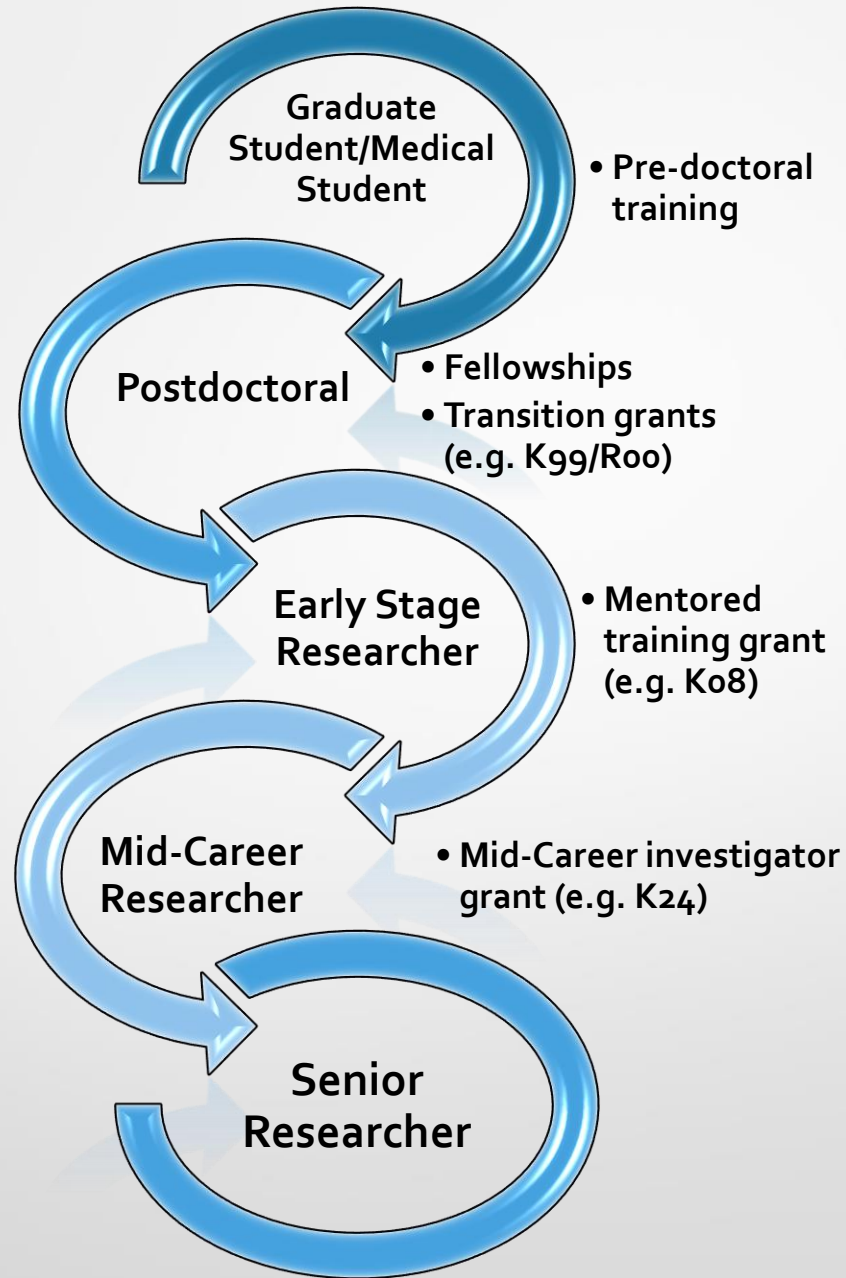 Graduate
Student/Medical
Student
• Pre-doctoral
training
Postdoctoral
• Fellowships
• Transition grants
(e.g. K99/R00)
Early Stage
Researcher
• Mentored
training grant
(e.g. K08)
Mid-Career
Researcher
• Mid-Career investigator
grant (e.g. K24)
Senior
Researcher